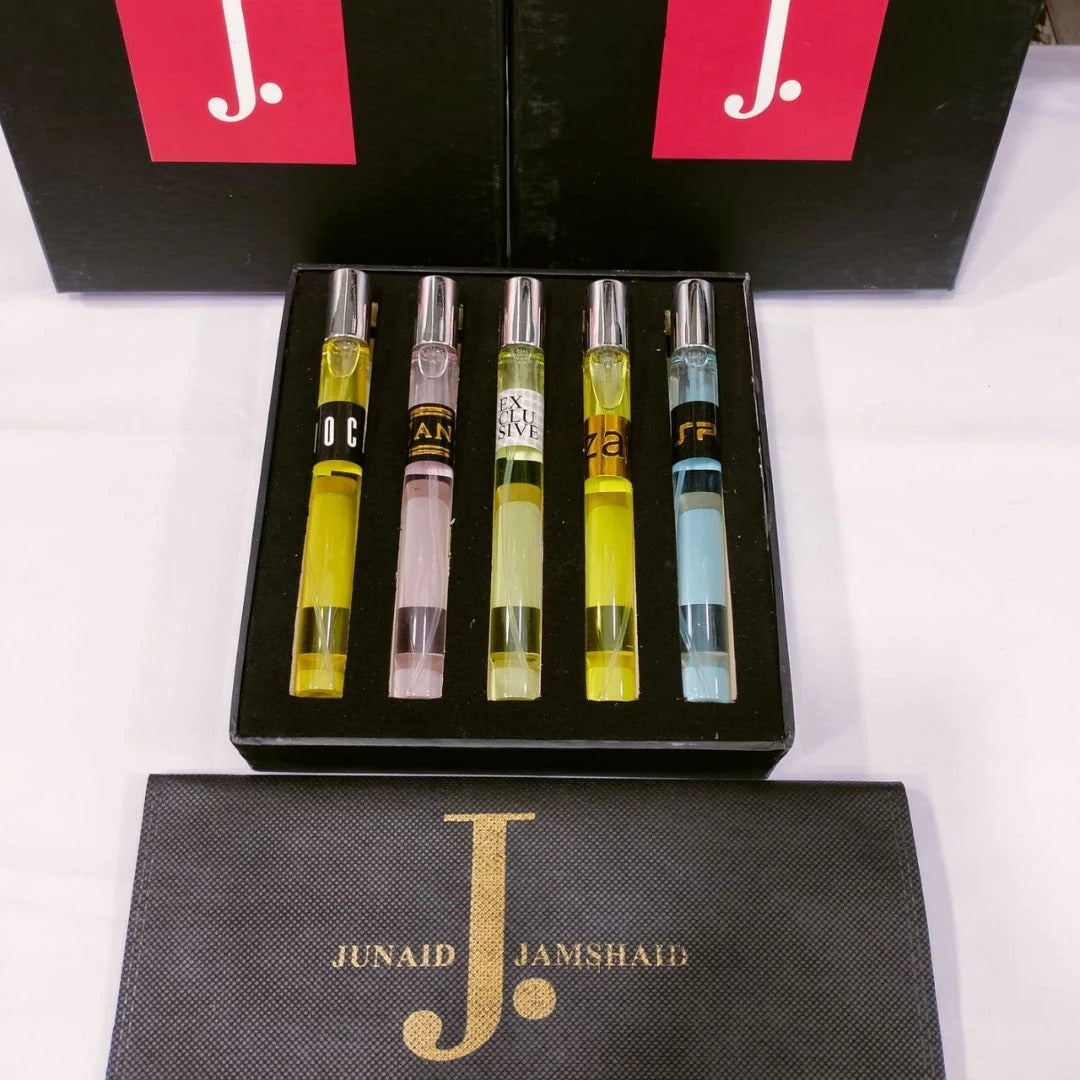 J.
J.
OC
AN
EX
CLU
SIVE
za
SP
JUNAID J. JAMSHAID